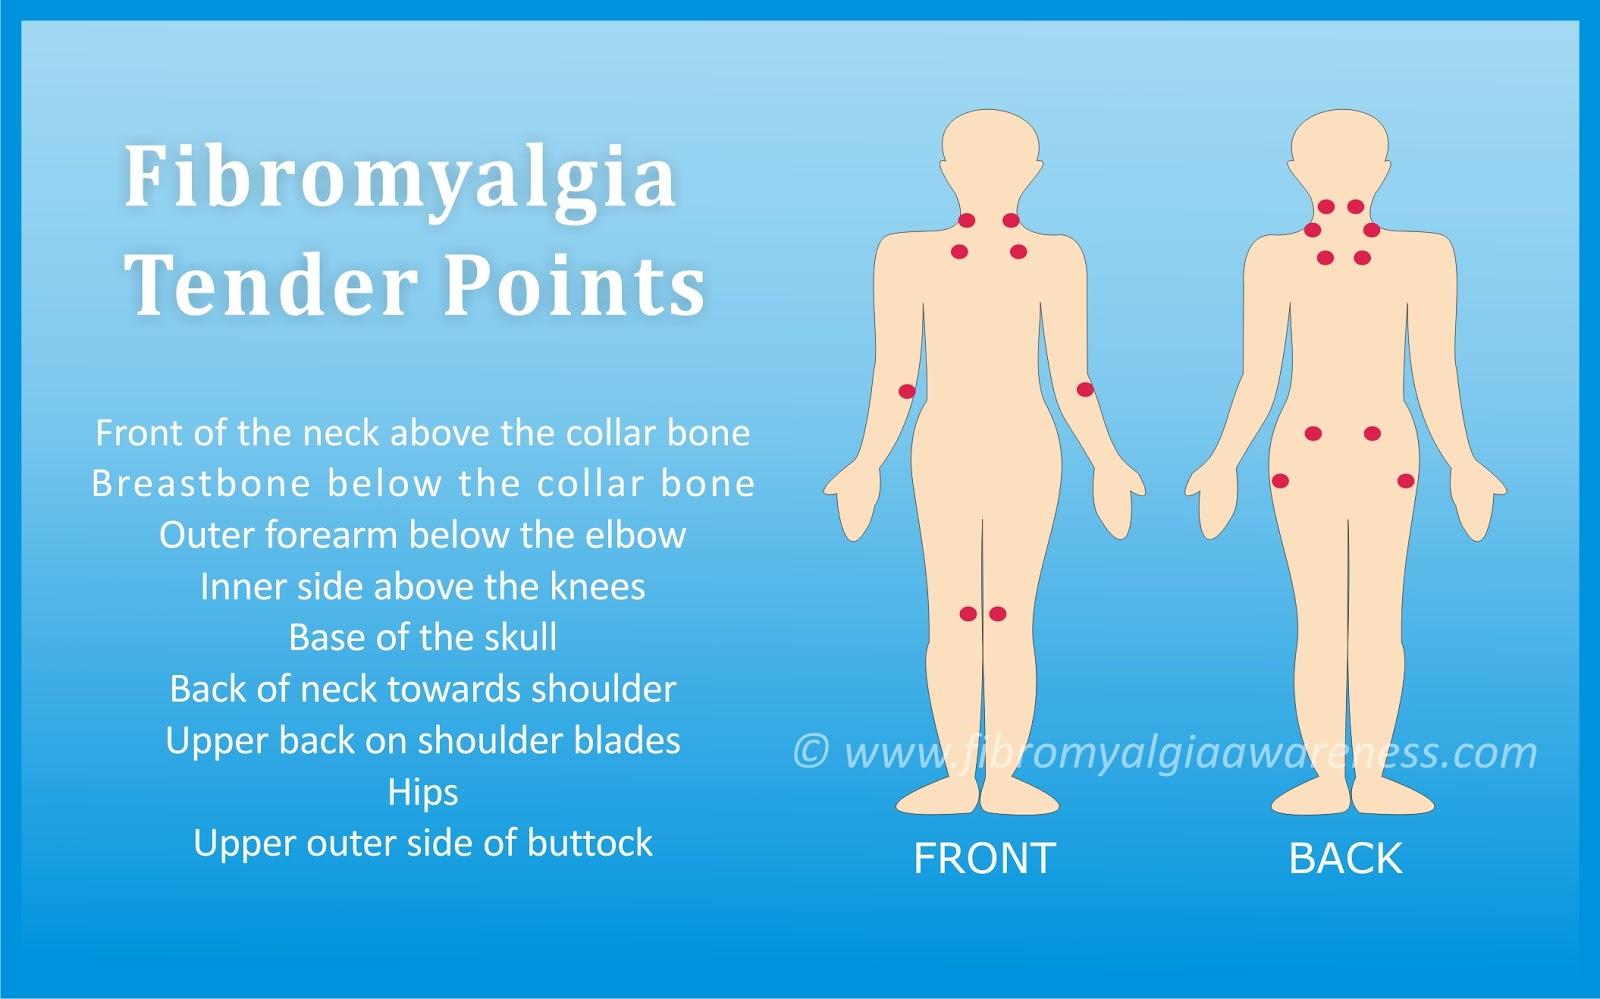 Fibromyalgia
Tender Points
Front of the neck above the collar bone
Breastbone below the collar bone
Outer forearm below the elbow
Inner side above the knees
Base of the skull
Back of neck towards shoulder
Upper back on shoulder blades
Hips
Upper outer side of buttock
© www.fibromyalgiaawareness.com
FRONT
BACK